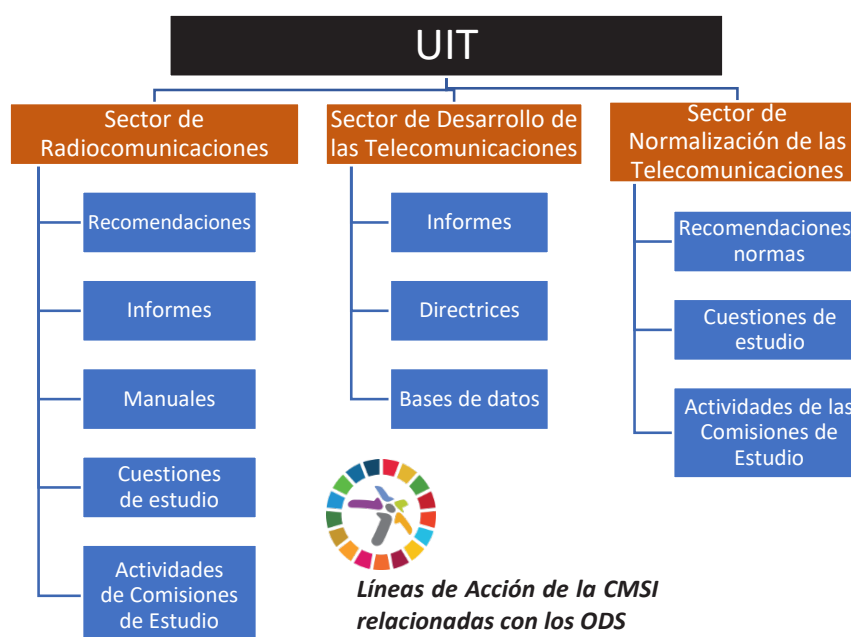 UIT
Sector de
Radiocomunicaciones
Recomendaciones
Informes
Manuales
Cuestiones
de estudio
Actividades
de Comisiones
de Estudio
Sector de Desarrollo de
las Telecomunicaciones
Informes
Directrices
Bases de datos
Sector de
Normalización de las
Telecomunicaciones
Recomendaciones
normas
Cuestiones de
estudio
Actividades de las
Comisiones de
Estudio
Líneas de Acción de la CMSI
relacionadas con los ODS